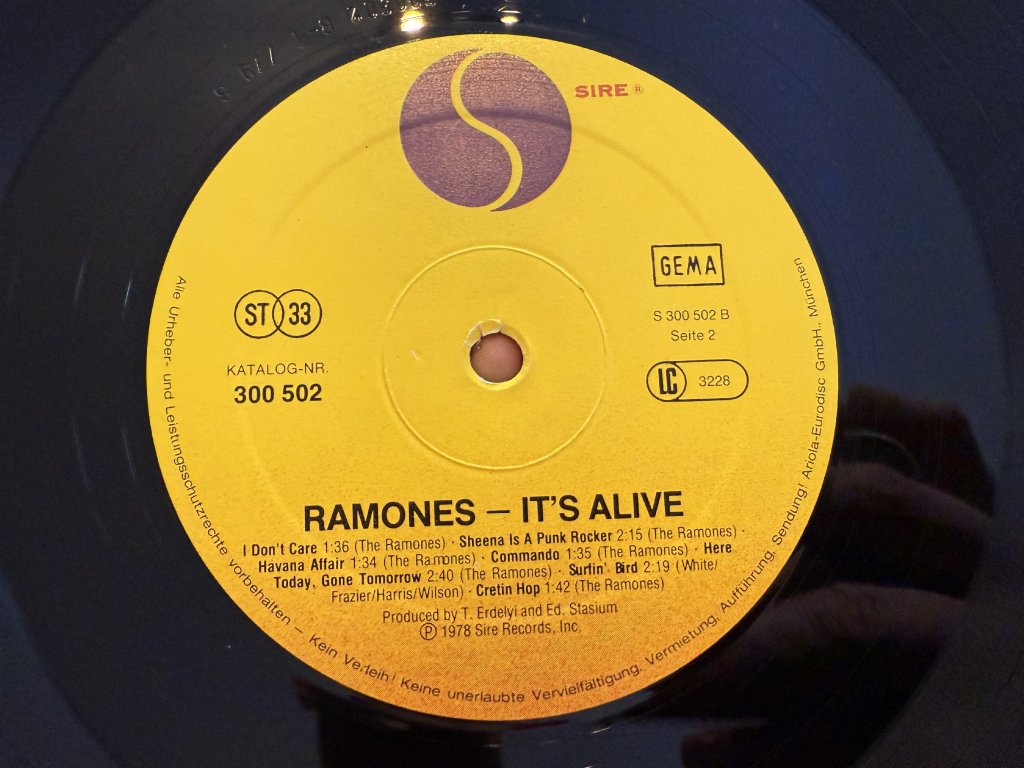 SIRE ®
GEMA
ST 33
S 300 502 B
Seite 2
KATALOG-NR.
300 502
LC 3228
RAMONES – IT'S ALIVE
I Don't Care 1:36 (The Ramones) · Sheena Is A Punk Rocker 2:15 (The Ramones) ·
Havana Affair 1:34 (The Ramones) · Commando 1:35 (The Ramones) · Here
Today, Gone Tomorrow 2:40 (The Ramones) · Surfin' Bird 2:19 (White/
Frazier/Harris/Wilson) · Cretin Hop 1:42 (The Ramones)
Produced by T. Erdelyi and Ed. Stasium
Ⓟ 1978 Sire Records, Inc.
Alle Urheber- und Leistungsschutzrechte vorbehalten – Kein Verleih! Keine unerlaubte Vervielfältigung, Vermietung, Aufführung, Sendung! Ariola-Eurodisc GmbH., München